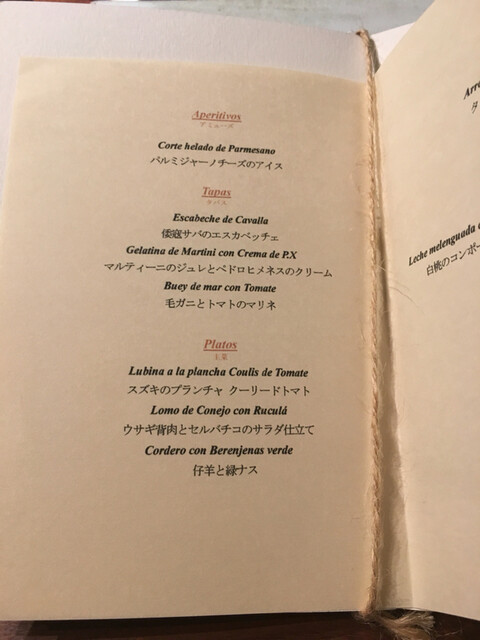 Aperitivos
アミューズ
Corte helado de Parmesano
パルミジャーノチーズのアイス
Tapas
タパス
Escabeche de Cavalla
倭寇サバのエスカベッチェ
Gelatina de Martini con Crema de P.X
マルティーニのジュレとペドロヒメネスのクリーム
Buey de mar con Tomate
毛ガニとトマトのマリネ
Platos
主菜
Lubina a la plancha Coulis de Tomate
スズキのプランチャ クーリードトマト
Lomo de Conejo con Ruculá
ウサギ背肉とセルバチコのサラダ仕立て
Cordero con Berenjenas verde
仔羊と緑ナス
Arro
タ
Leche melenguada c
白桃のコンポー